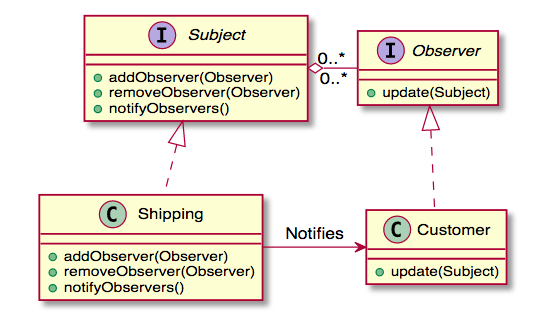 I Subject
addObserver(Observer)
removeObserver(Observer)
notifyObservers()
0..*
0..*
I Observer
update(Subject)
C Shipping
addObserver(Observer)
removeObserver(Observer)
notifyObservers()
Notifies
C Customer
update(Subject)